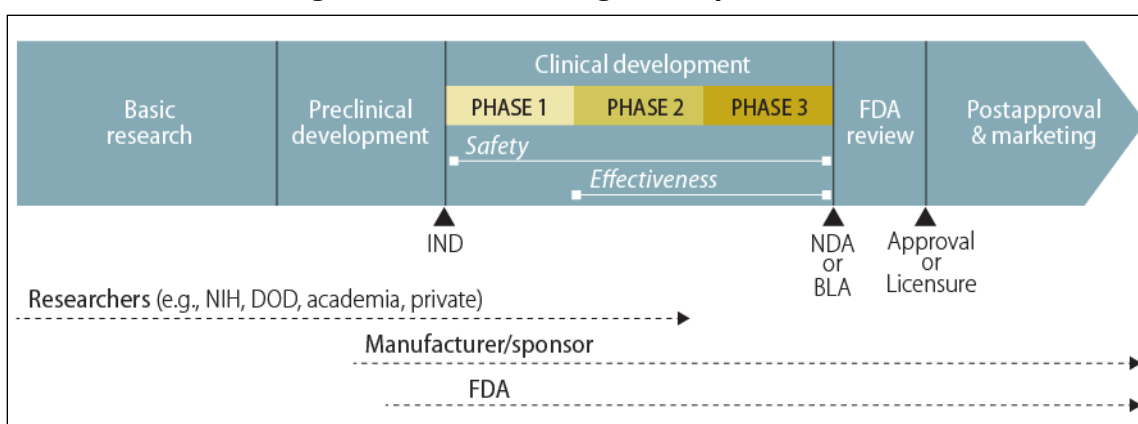 Clinical development
Basic
research
Preclinical
development
PHASE 1
PHASE 2
PHASE 3
Safety
Effectiveness
FDA
review
Postapproval
& marketing
IND
NDA
or
BLA
Approval
or
Licensure
Researchers (e.g., NIH, DOD, academia, private)
Manufacturer/sponsor
FDA